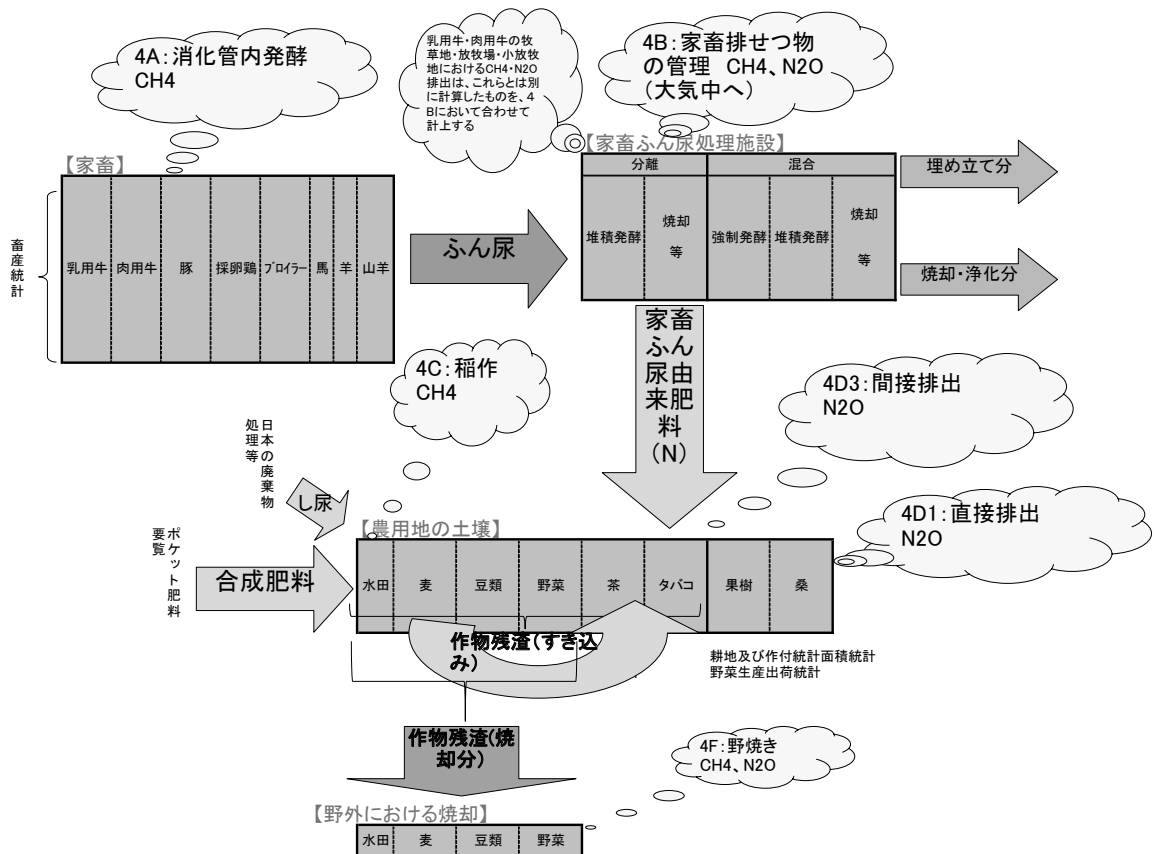 4A：消化管内発酵
CH4
乳用牛・肉用牛の牧
草地・放牧場・小放牧
地におけるCH4・N2O
排出は、これらとは別
に計算したものを、4
Bにおいて合わせて
計上する
4B：家畜排せつ物
の管理　CH4、N2O
（大気中へ）
【家畜】
畜産統計
乳用牛
肉用牛
豚
採卵鶏
ブロイラー
馬
羊
山羊
ふん尿
【家畜ふん尿処理施設】
分離
混合
堆積発酵
焼却
等
強制発酵
堆積発酵
焼却
等
埋め立て分
焼却・浄化分
家畜ふん尿由来肥料（N）
4C：稲作
CH4
4D3：間接排出
N2O
4D1：直接排出
N2O
日本の廃棄物
処理等
し尿
ポケット肥料
要覧
合成肥料
【農用地の土壌】
水田
麦
豆類
野菜
茶
タバコ
果樹
桑
作物残渣（すき込
み）
耕地及び作付統計面積統計
野菜生産出荷統計
作物残渣(焼
却分）
4F：野焼き
CH4、N2O
【野外における焼却】
水田
麦
豆類
野菜